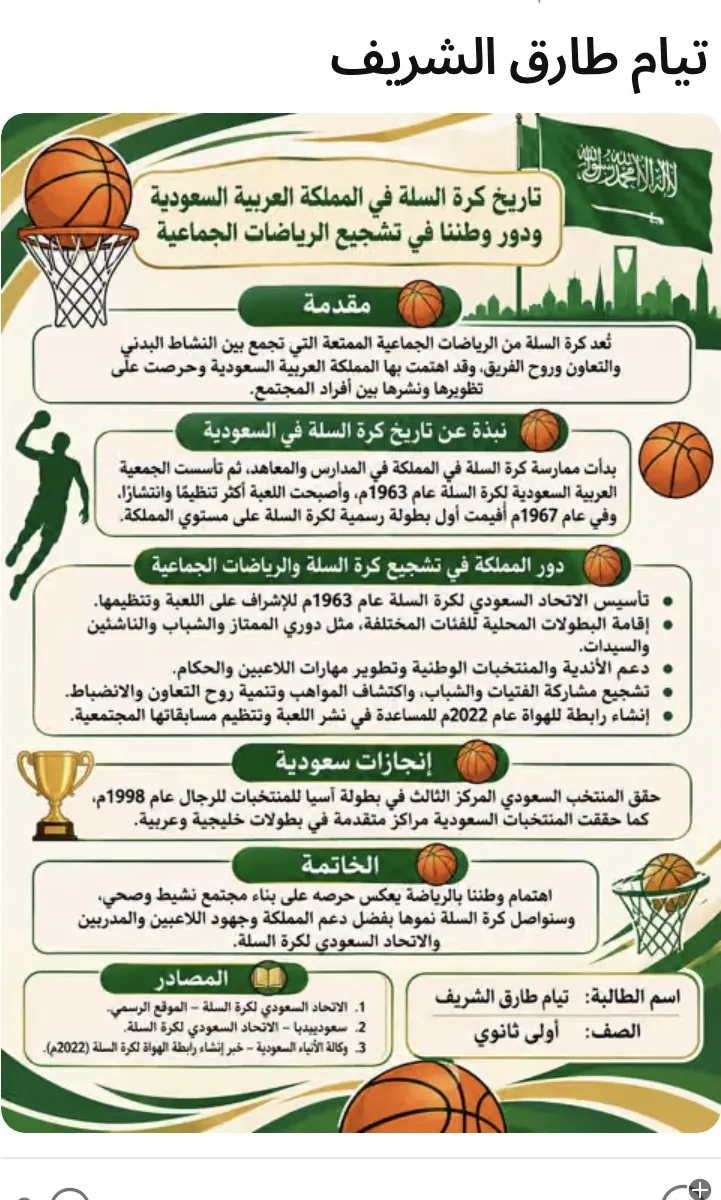 تيام طارق الشريف
لا إله إلا الله محمد رسول الله
تاريخ كرة السلة في المملكة العربية السعودية
ودور وطننا في تشجيع الرياضات الجماعية
مقدمة
تُعد كرة السلة من الرياضات الجماعية الممتعة التي تجمع بين النشاط البدني
والتعاون وروح الفريق، وقد اهتمت بها المملكة العربية السعودية وحرصت على
تطويرها ونشرها بين أفراد المجتمع.
نبذة عن تاريخ كرة السلة في السعودية
بدأت ممارسة كرة السلة في المملكة في المدارس والمعاهد، ثم تأسست الجمعية
العربية السعودية لكرة السلة عام 1963م، وأصبحت اللعبة أكثر تنظيمًا وانتشارًا،
وفي عام 1967م أقيمت أول بطولة رسمية لكرة السلة على مستوي المملكة.
دور المملكة في تشجيع كرة السلة والرياضات الجماعية
• تأسيس الاتحاد السعودي لكرة السلة عام 1963م للإشراف على اللعبة وتنظيمها.
• إقامة البطولات المحلية للفئات المختلفة، مثل دوري الممتاز والشباب والناشئين
والسيدات.
• دعم الأندية والمنتخبات الوطنية وتطوير مهارات اللاعبين والحكام.
• تشجيع مشاركة الفتيات والشباب، واكتشاف المواهب وتنمية روح التعاون والانضباط.
• إنشاء رابطة للهواة عام 2022م للمساعدة في نشر اللعبة وتنظيم مسابقاتها المجتمعية.
إنجازات سعودية
حقق المنتخب السعودي المركز الثالث في بطولة آسيا للمنتخبات للرجال عام 1998م،
كما حققت المنتخبات السعودية مراكز متقدمة في بطولات خليجية وعربية.
الخاتمة
اهتمام وطننا بالرياضة يعكس حرصه على بناء مجتمع نشيط وصحي،
وسنواصل كرة السلة نموها بفضل دعم المملكة وجهود اللاعبين والمدربين
والاتحاد السعودي لكرة السلة.
المصادر
1. الاتحاد السعودي لكرة السلة – الموقع الرسمي.
2. سعوديبديا – الاتحاد السعودي لكرة السلة.
3. وكالة الأنباء السعودية – خبر إنشاء رابطة الهواة لكرة السلة (2022م).
اسم الطالبة: تيام طارق الشريف
الصف: أولى ثانوي